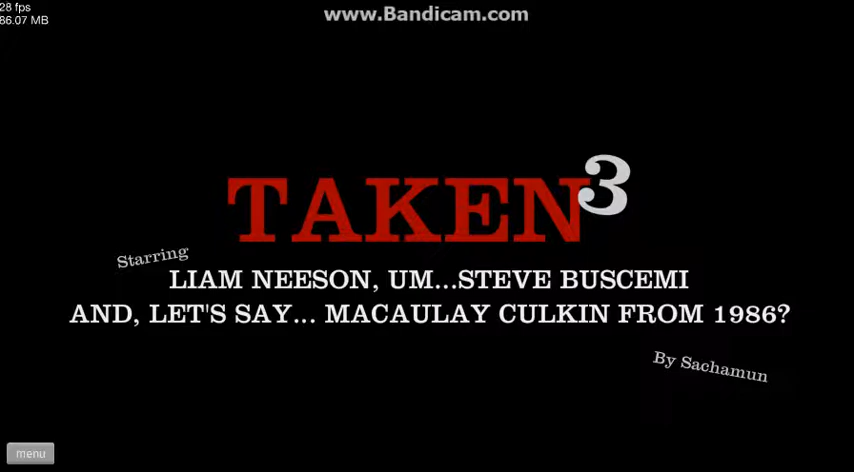 28 fps
86.07 MB
www.Bandicam.com
TAKEN3
Starring
LIAM NEESON, UM...STEVE BUSCEMI
AND, LET'S SAY... MACAULAY CULKIN FROM 1986?
By Sachamun
menu